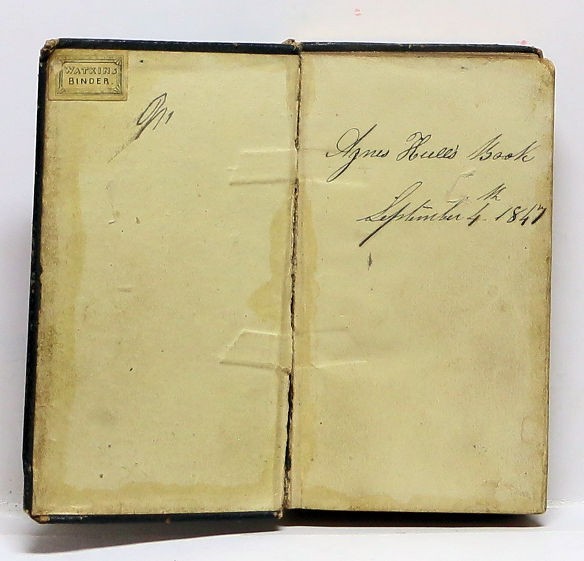 WATKINS
BINDER.
Agnes Hull's Book
September 4th 1847